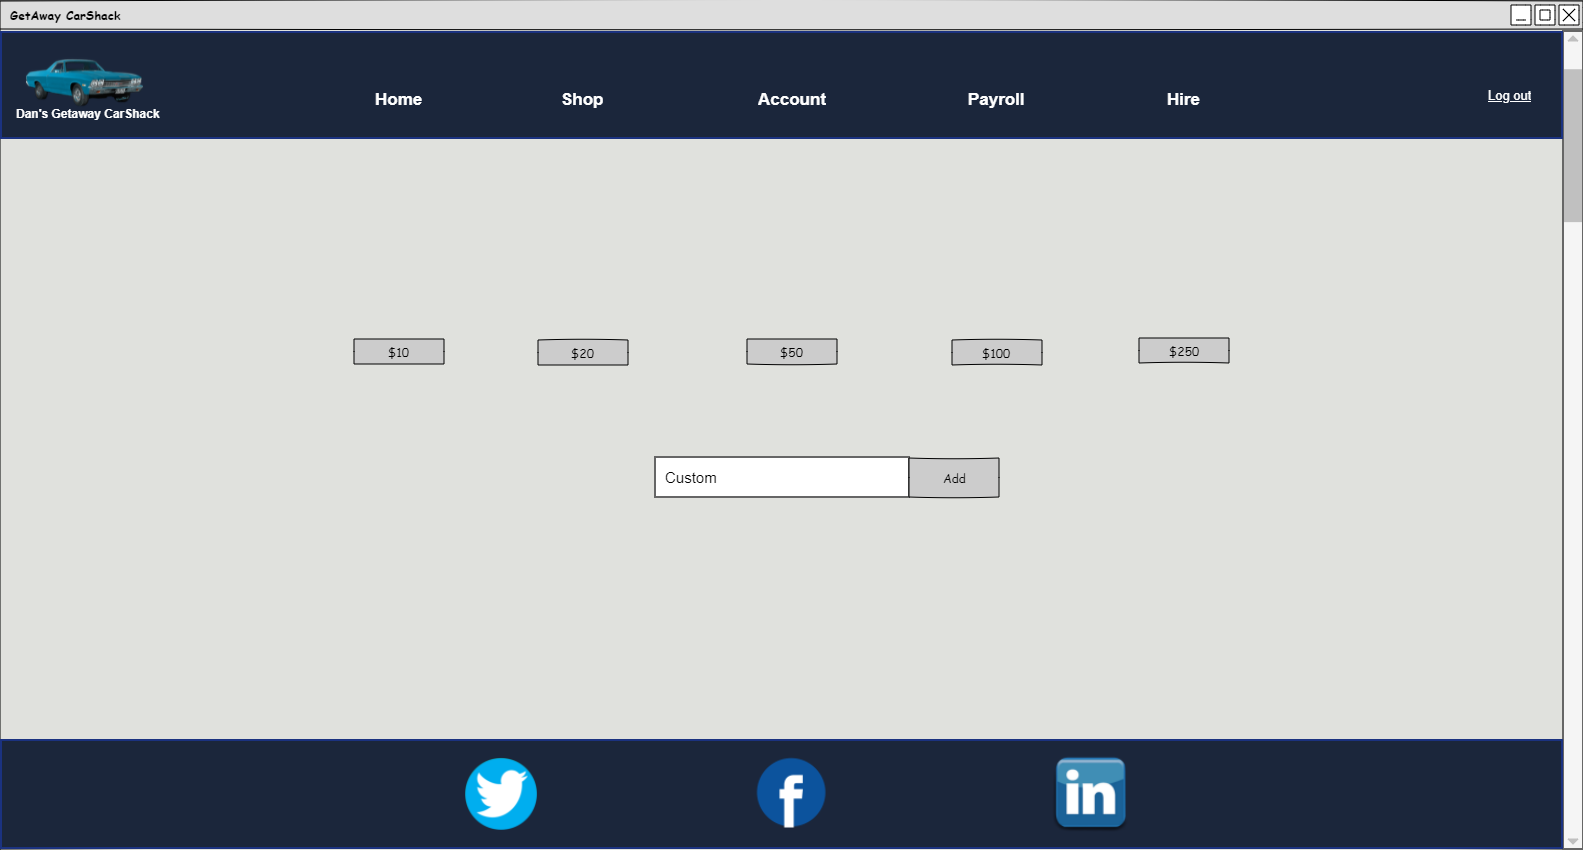 GetAway CarShack
Dan's Getaway CarShack
Home Shop Account Payroll Hire
Log out
$10 $20 $50 $100 $250
Custom Add
f in